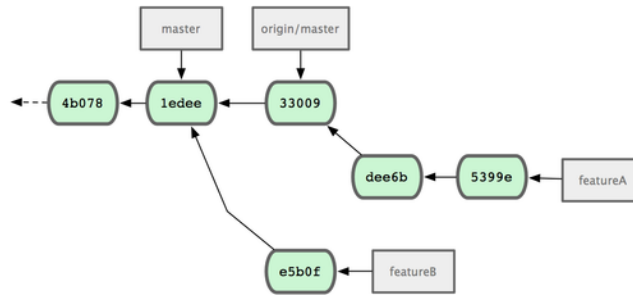 master
origin/master
4b078
1edee
33009
dee6b
5399e
featureA
e5b0f
featureB